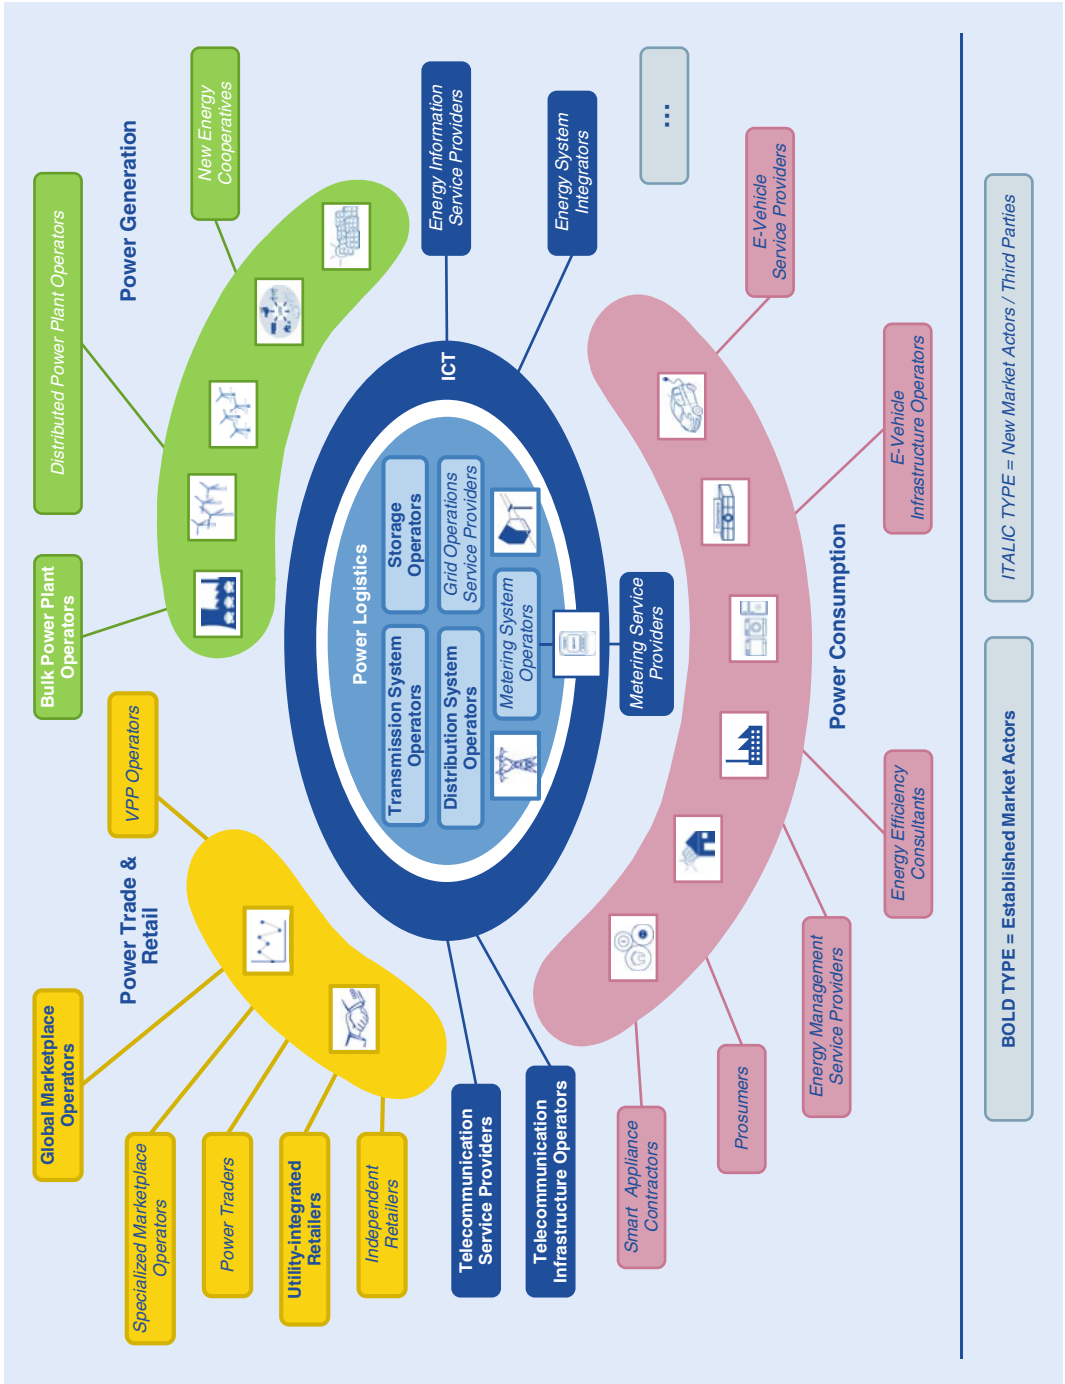 Power Trade &
Retail
Global Marketplace
Operators
Specialized Marketplace
Operators
Power Traders
Utility-integrated
Retailers
Independent
Retailers
VPP Operators
Power Generation
Bulk Power Plant
Operators
Distributed Power Plant Operators
New Energy
Cooperatives
Power Logistics
Transmission System
Operators
Storage
Operators
Distribution System
Operators
Grid Operations
Service Providers
Metering System
Operators
ICT
Telecommunication
Service Providers
Telecommunication
Infrastructure Operators
Metering Service
Providers
Energy Information
Service Providers
Energy System
Integrators
...
Power Consumption
Smart Appliance
Contractors
Prosumers
Energy Management
Service Providers
Energy Efficiency
Consultants
E-Vehicle
Infrastructure Operators
E-Vehicle
Service Providers
BOLD TYPE = Established Market Actors
ITALIC TYPE = New Market Actors / Third Parties